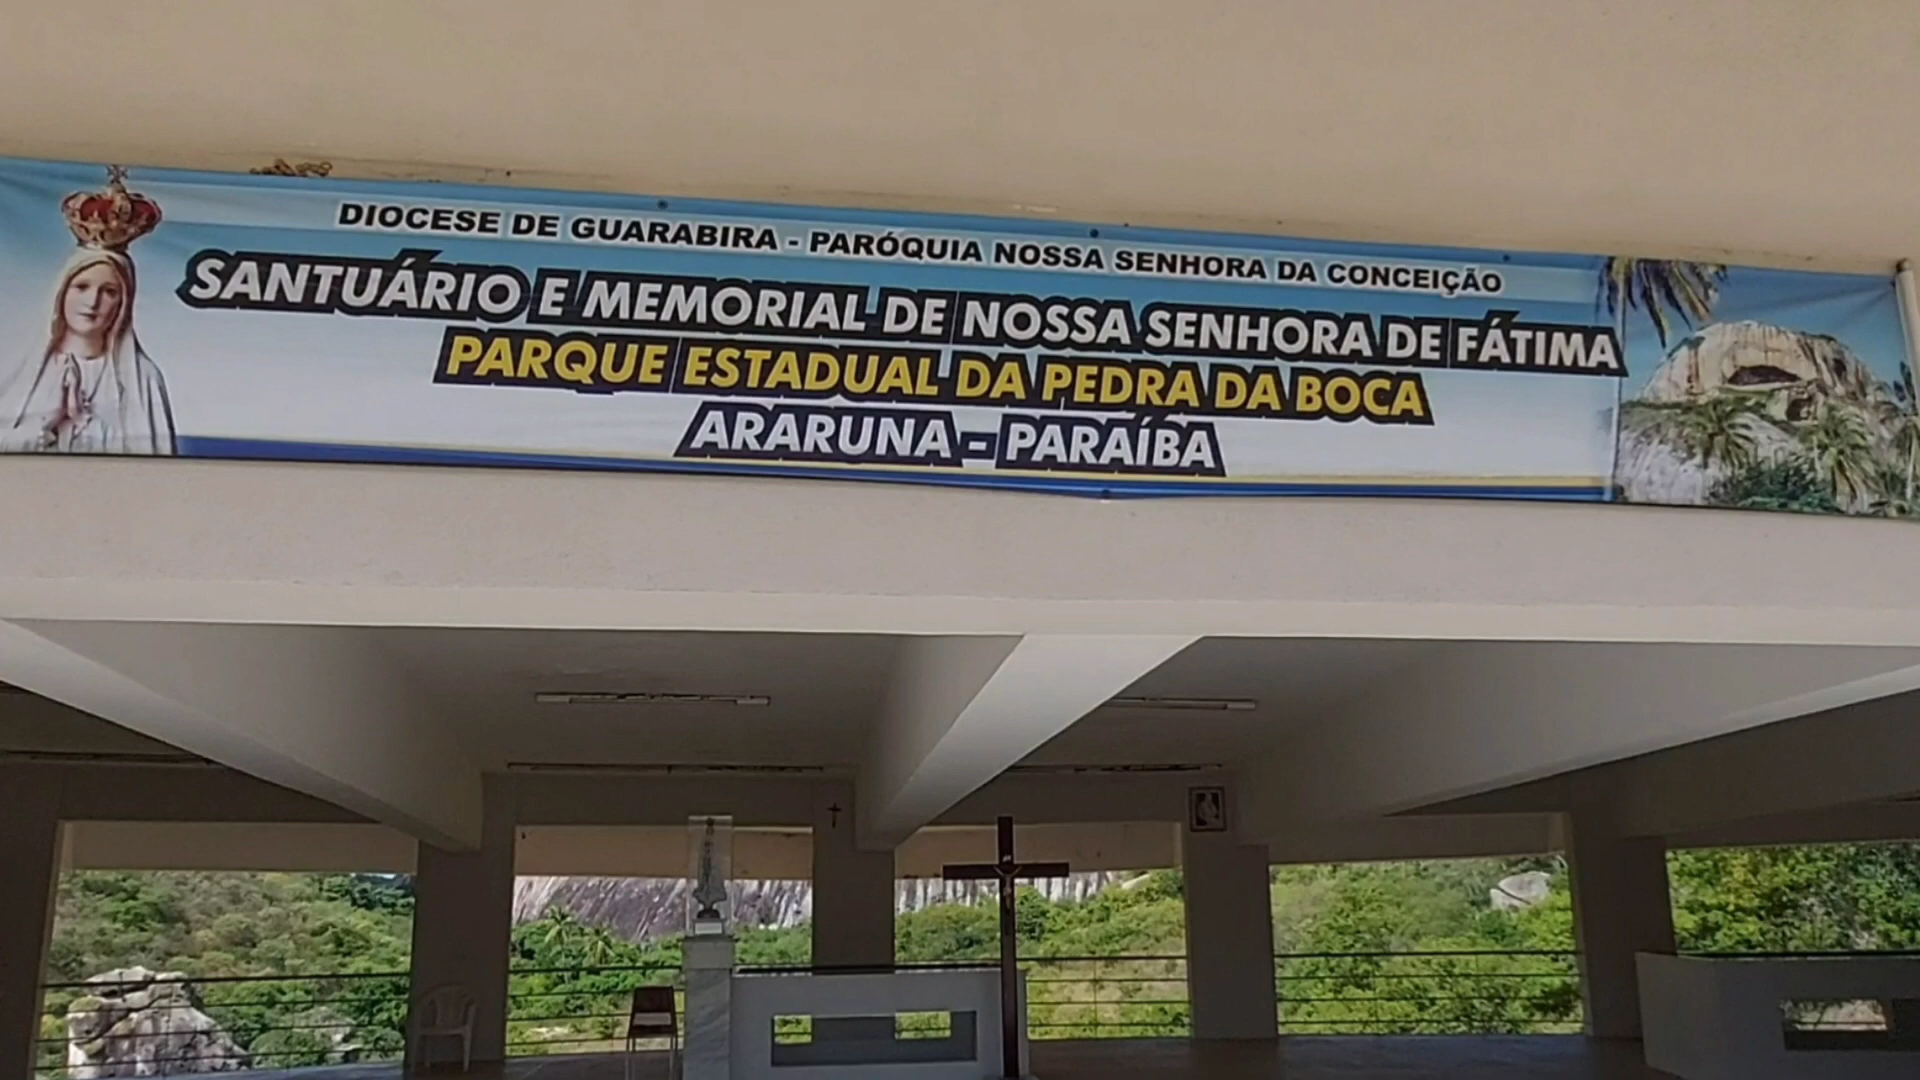 DIOCESE DE GUARABIRA - PARÓQUIA NOSSA SENHORA DA CONCEIÇÃO
SANTUÁRIO E MEMORIAL DE NOSSA SENHORA DE FÁTIMA
PARQUE ESTADUAL DA PEDRA DA BOCA
ARARUNA - PARAÍBA